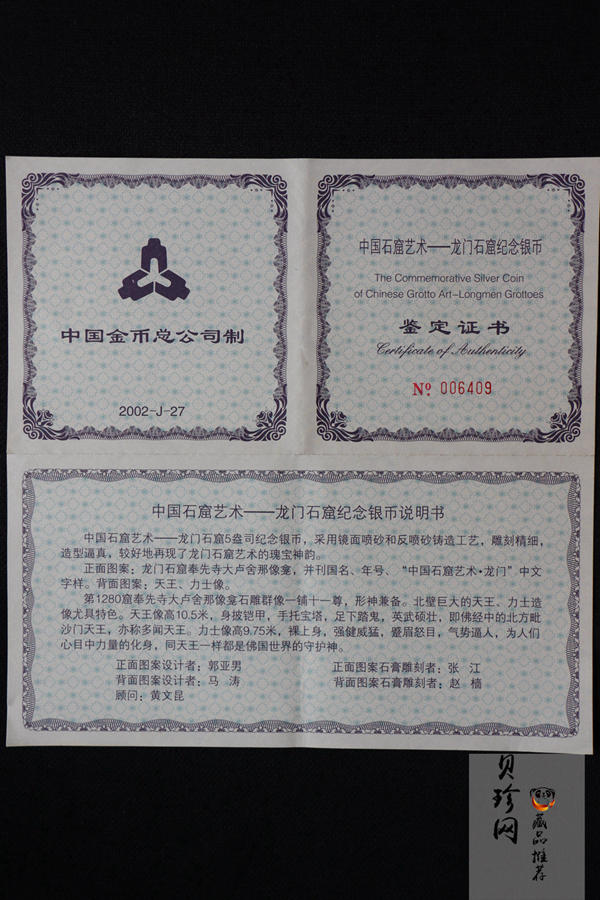 中国金币总公司制
2002-J-27
中国石窟艺术——龙门石窟纪念银币
The Commemorative Silver Coin
of Chinese Grotto Art-Longmen Grottoes
鉴定证书
Certificate of Authenticity
Nº 006409
中国石窟艺术——龙门石窟纪念银币说明书
中国石窟艺术——龙门石窟5盎司纪念银币，采用镜面喷砂和反喷砂铸造工艺，雕刻精细，
造型逼真，较好地再现了龙门石窟艺术的瑰宝神韵。
正面图案：龙门石窟奉先寺大卢舍那像龛，并刊国名、年号、“中国石窟艺术·龙门”中文
字样。背面图案：天王、力士像。
第1280窟奉先寺大卢舍那像龛石雕群像一铺十一尊，形神兼备。北壁巨大的天王、力士造
像尤具特色。天王像高10.5米，身披铠甲，手托宝塔，足下踏鬼，英武硕壮，即佛经中的北方毗
沙门天王，亦称多闻天王。力士像高9.75米，裸上身，强健威猛，蹙眉怒目，气势逼人，为人们
心目中力量的化身，同天王一样都是佛国世界的守护神。
正面图案设计者：郭亚男
正面图案石膏雕刻者：张 江
背面图案设计者：马 涛
背面图案石膏雕刻者：赵 樯
顾问：黄文昆
贝珍网
藏品推荐